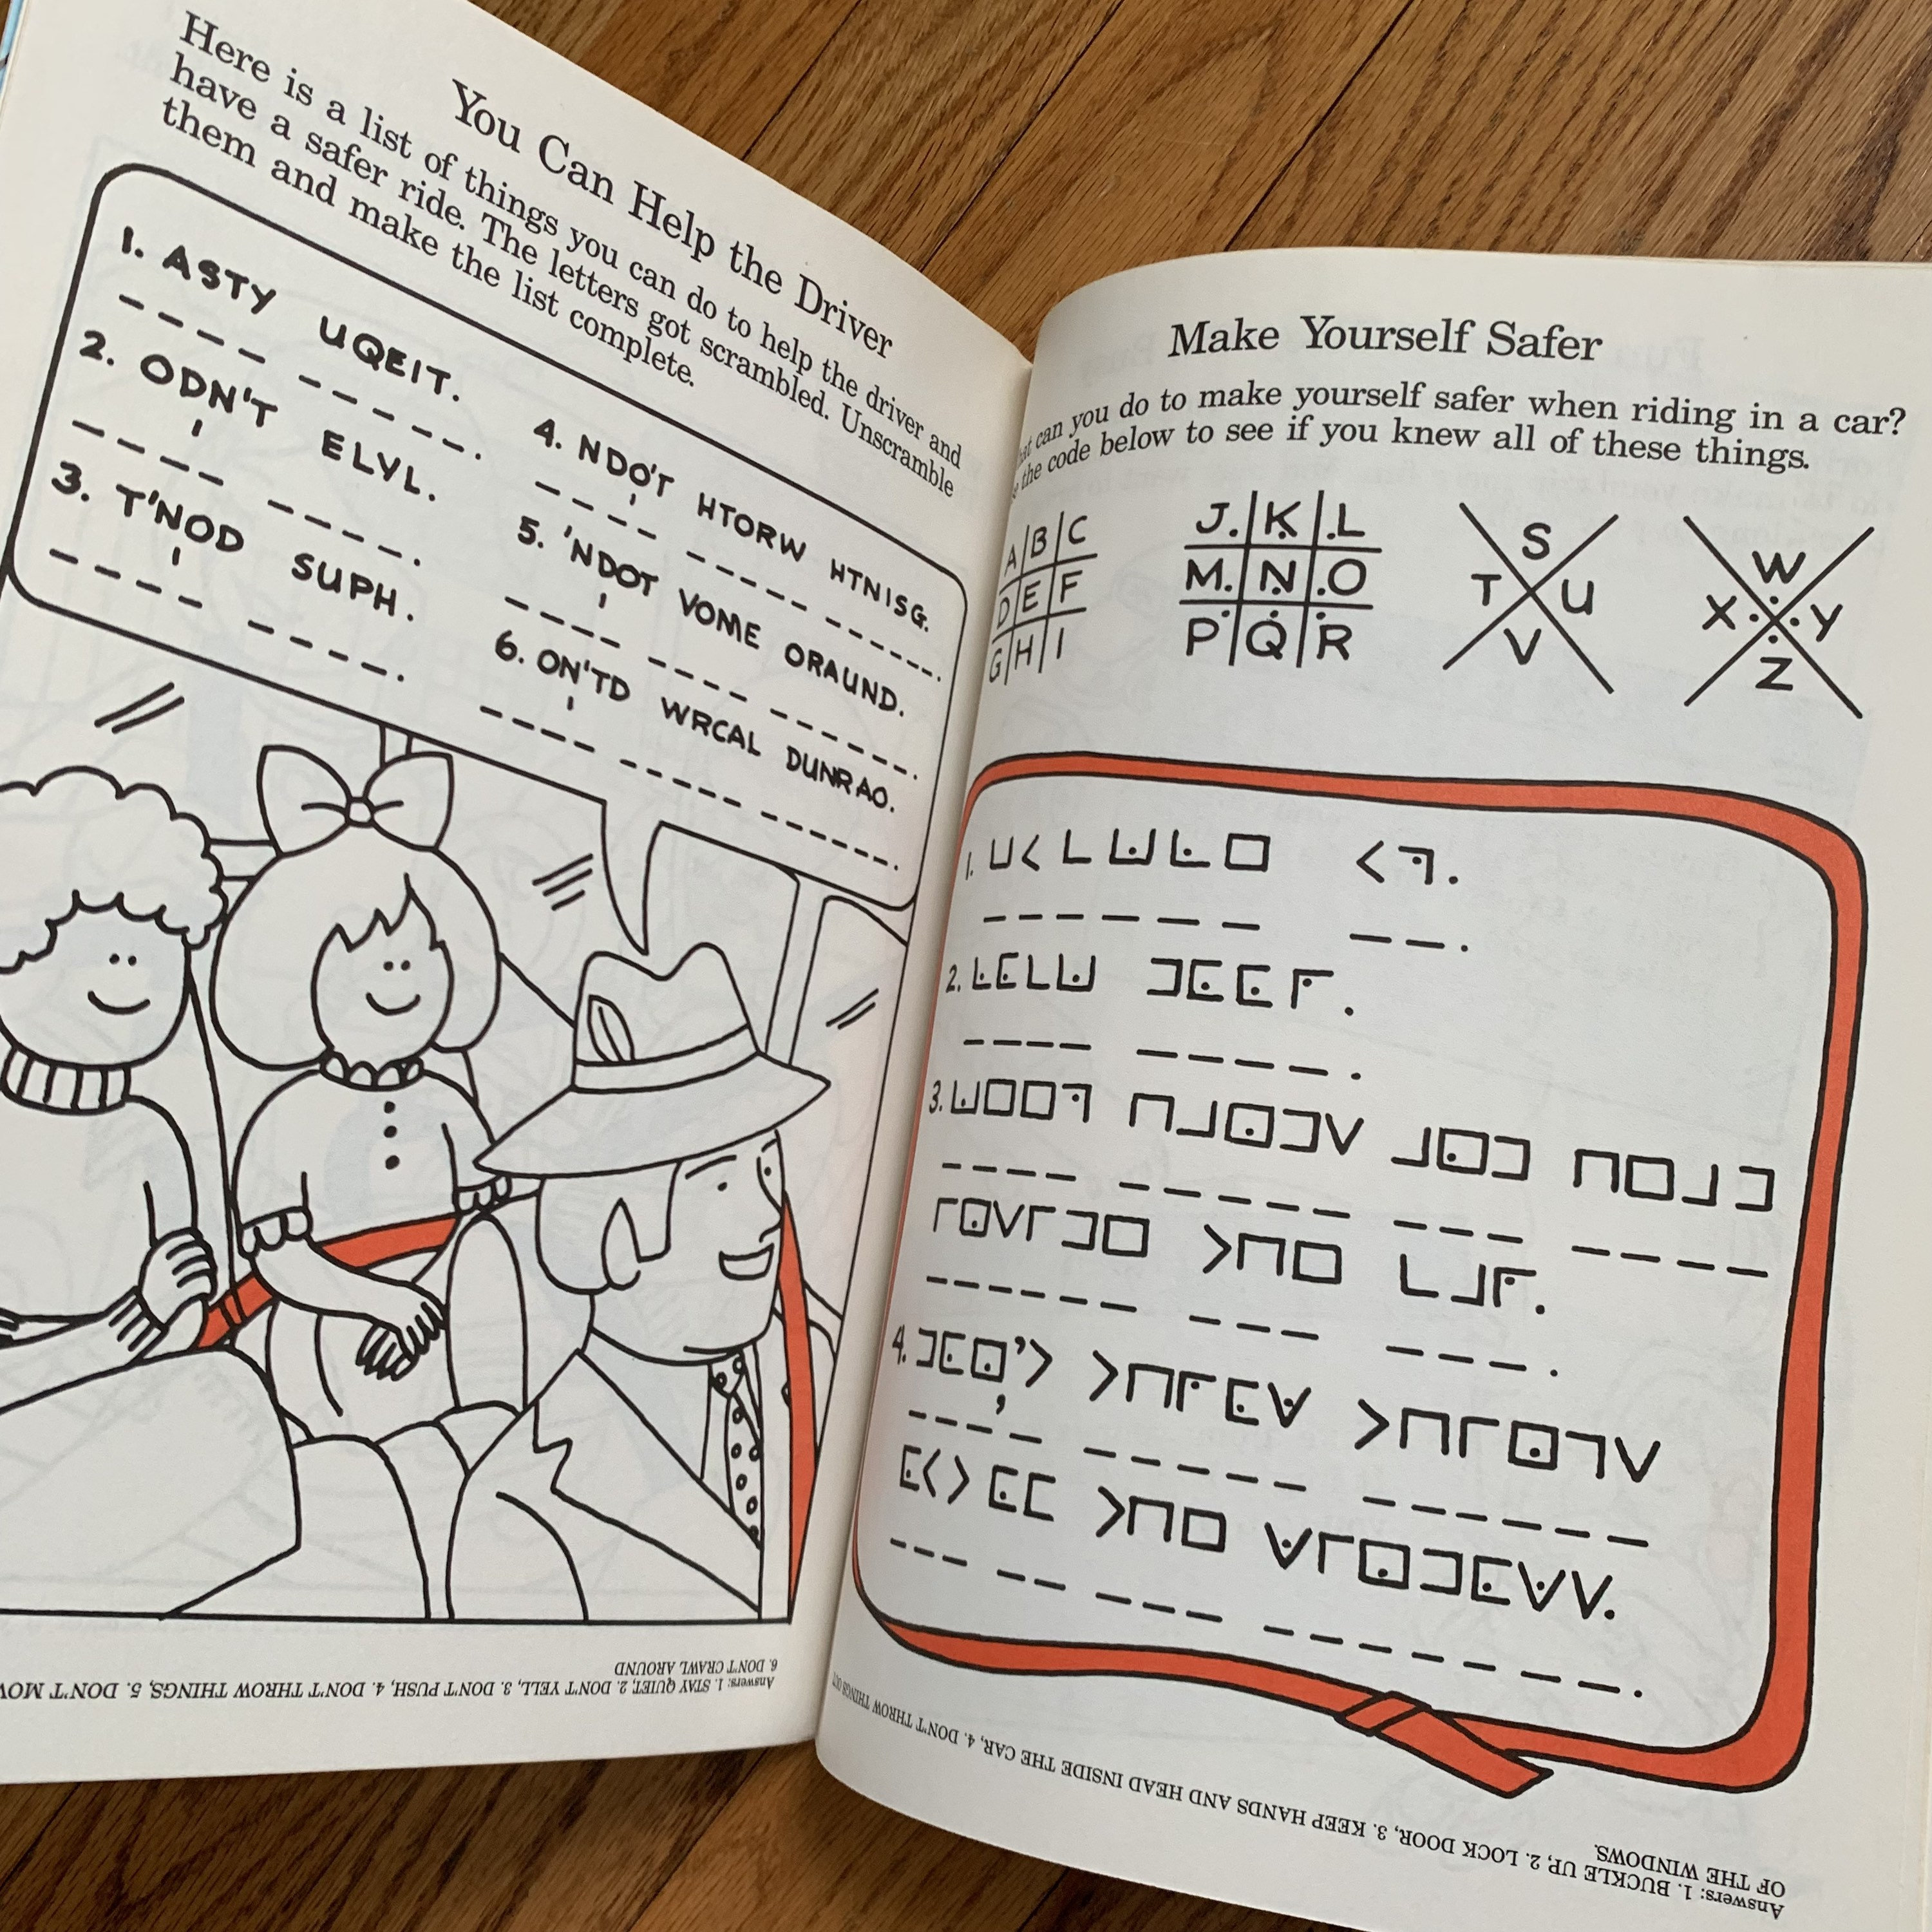 You Can Help the Driver
Here is a list of things you can do to help the driver and
have a safer ride. The letters got scrambled. Unscramble
them and make the list complete.
1. ASTY UQEIT.
2. ODN'T ELYL.
3. T'NOD SUPH.
4. NDO'T HTORW HTNISG.
5. 'NDOT VOME ORAUND.
6. ON'TD WRCAL DUNRAO.
Answers: 1. STAY QUIET, 2. DON'T YELL, 3. DON'T PUSH, 4. DON'T THROW THINGS, 5. DON'T
6. DON'T CRAWL AROUND
Make Yourself Safer
can you do to make yourself safer when riding in a car?
the code below to see if you knew all of these things.
A B C
D E F
G H I
J K L
M N O
P Q R
S
T U
V
W
X Y
Z
1.
2.
3.
4.
Answers: 1. BUCKLE UP, 2. LOCK DOOR, 3. KEEP HANDS AND HEAD INSIDE THE CAR, 4. DON'T THROW THINGS OUT
OF THE WINDOWS.